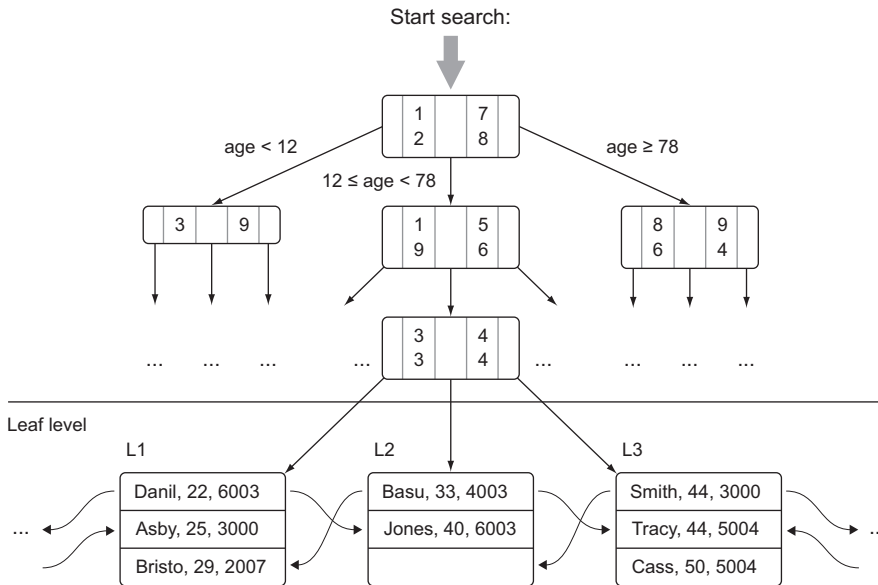 Start search:
1 7
2 8
age < 12
age ≥ 78
12 ≤ age < 78
3 9
1 5
9 6
8 9
6 4
3 4
3 4
... ... ... ... ... ... ... ...
Leaf level
L1 L2 L3
Danil, 22, 6003 Basu, 33, 4003 Smith, 44, 3000
... Asby, 25, 3000 Jones, 40, 6003 Tracy, 44, 5004 ...
Bristo, 29, 2007 Cass, 50, 5004